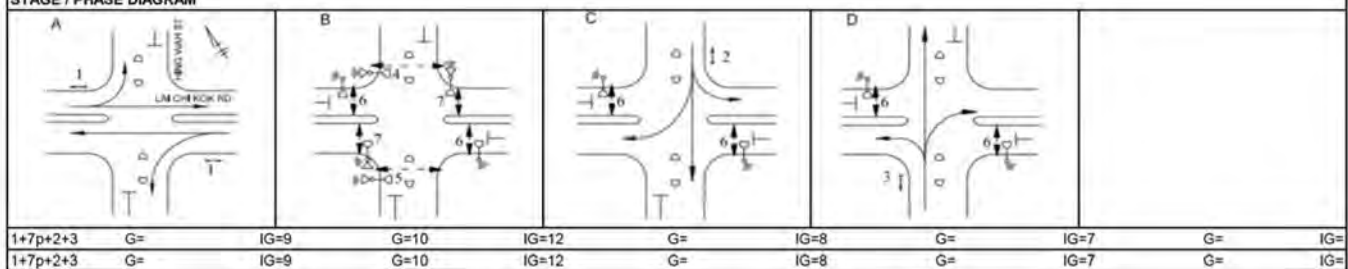 STAGE / PHASE DIAGRAM
A
B
C
D
HING WAH ST
1
LAI CHI KOK RD
1
4
6
7
7
6
5
2
6
6
6
6
3
1+7p+2+3 G= IG=9 G=10 IG=12 G= IG=8 G= IG=7 G= IG=
1+7p+2+3 G= IG=9 G=10 IG=12 G= IG=8 G= IG=7 G= IG=